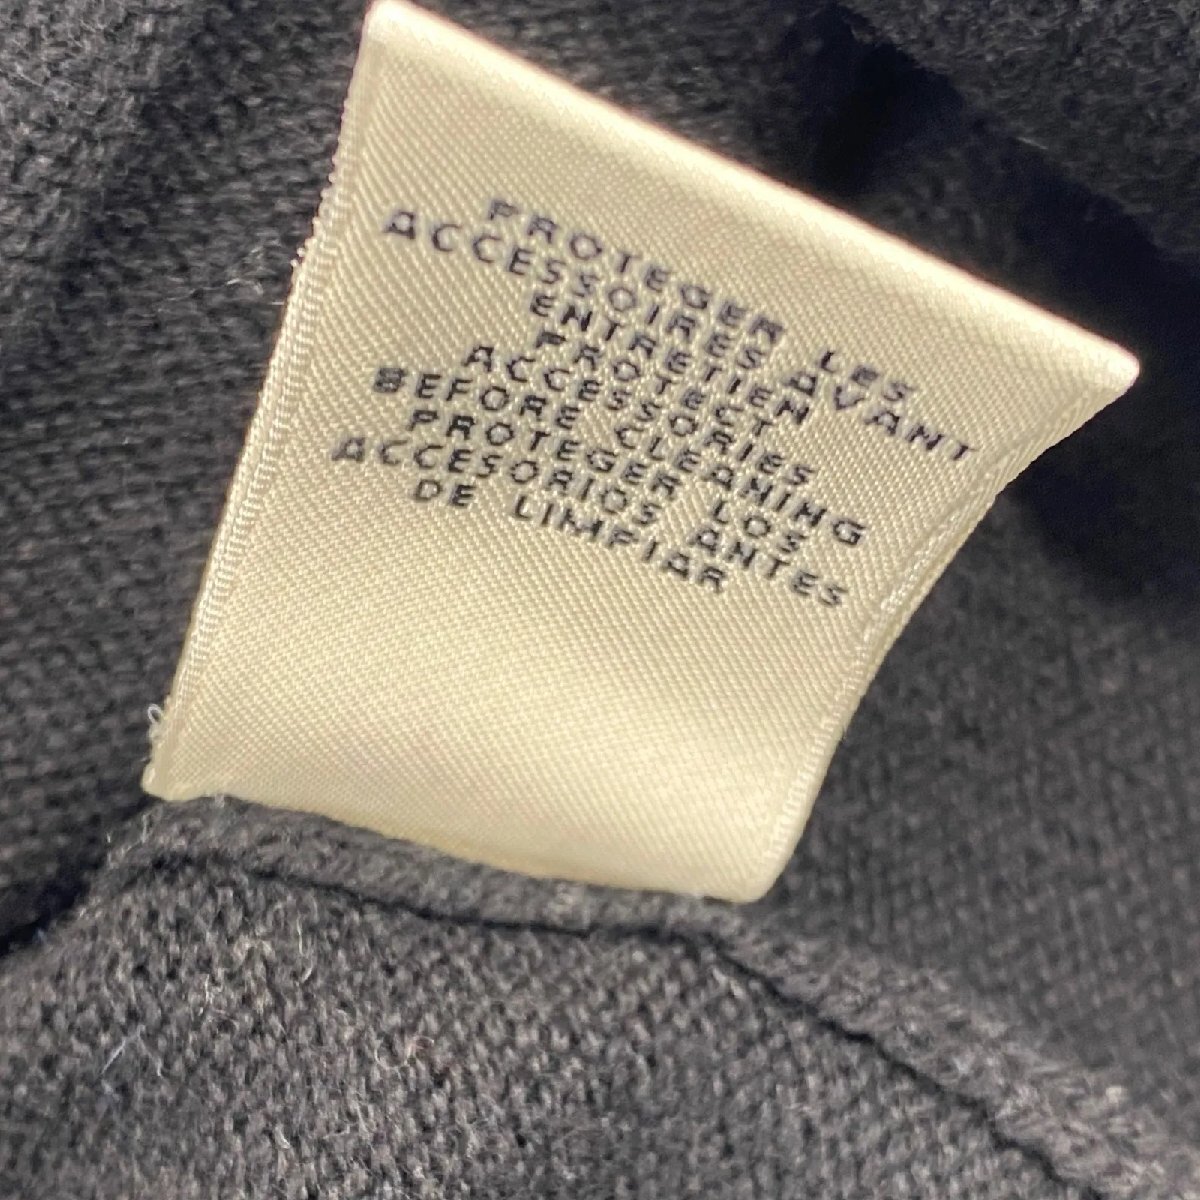 PROTEGER LES
ACCESSOIRES AVANT
ENTRETIEN
PROTECT
ACCESSORIES
BEFORE CLEANING
PROTEGER LOS
ACCESORIOS ANTES
DE LIMPIAR